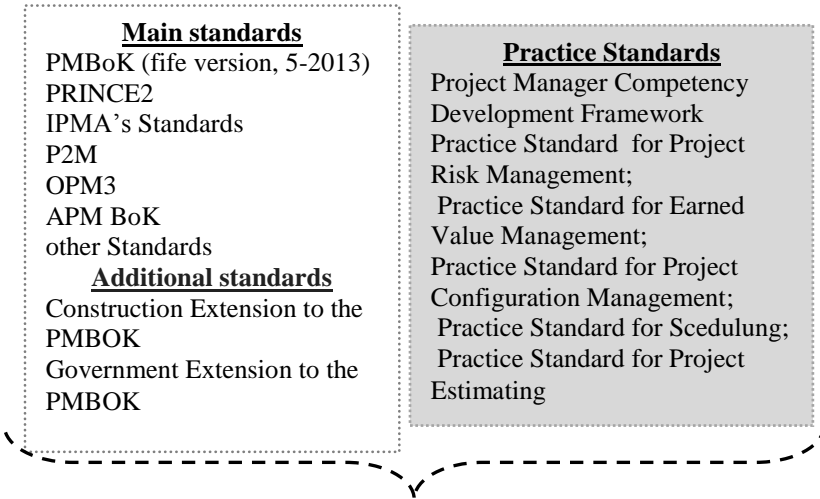 Main standards
PMBoK (fife version, 5-2013)
PRINCE2
IPMA's Standards
P2M
OPM3
APM BoK
other Standards
Additional standards
Construction Extension to the
PMBOK
Government Extension to the
PMBOK
Practice Standards
Project Manager Competency
Development Framework
Practice Standard for Project
Risk Management;
Practice Standard for Earned
Value Management;
Practice Standard for Project
Configuration Management;
Practice Standard for Scedulung;
Practice Standard for Project
Estimating